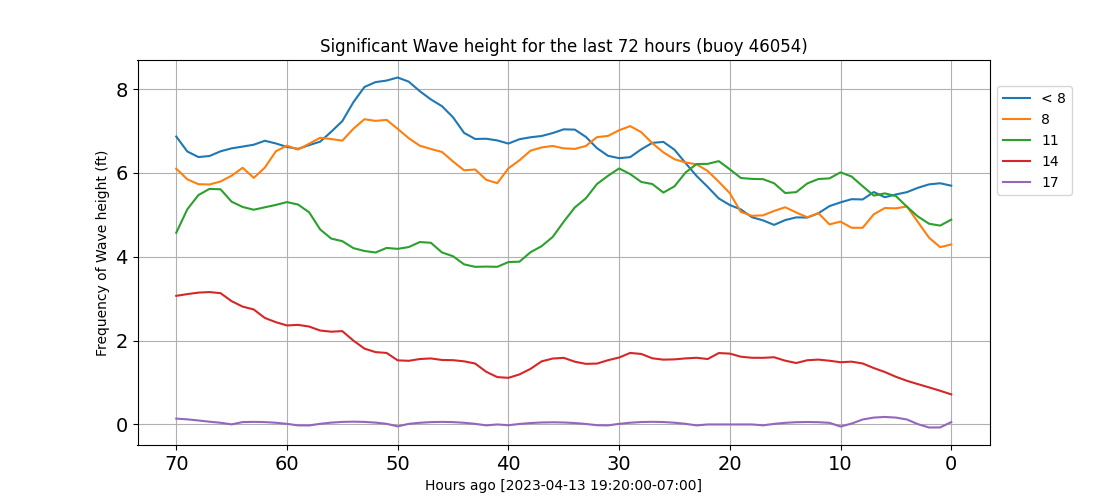 Significant Wave height for the last 72 hours (buoy 46054)
Frequency of Wave height (ft)
8
6
4
2
0
70 60 50 40 30 20 10 0
Hours ago [2023-04-13 19:20:00-07:00]
< 8
8
11
14
17